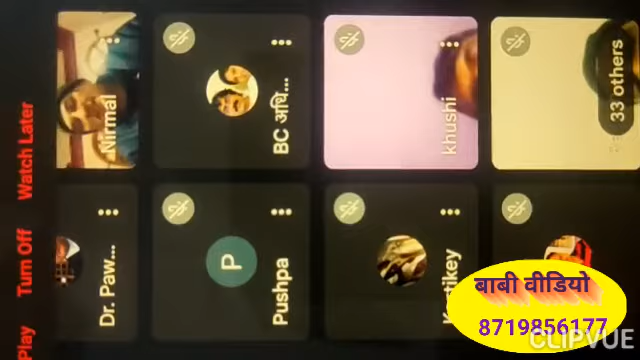 Play Turn Off Watch Later
Dr. Paw...
Nirmal
Pushpa
BC अधि...
P
khushi
33 others
बाबी वीडियो
8719856177
CLIPVUE